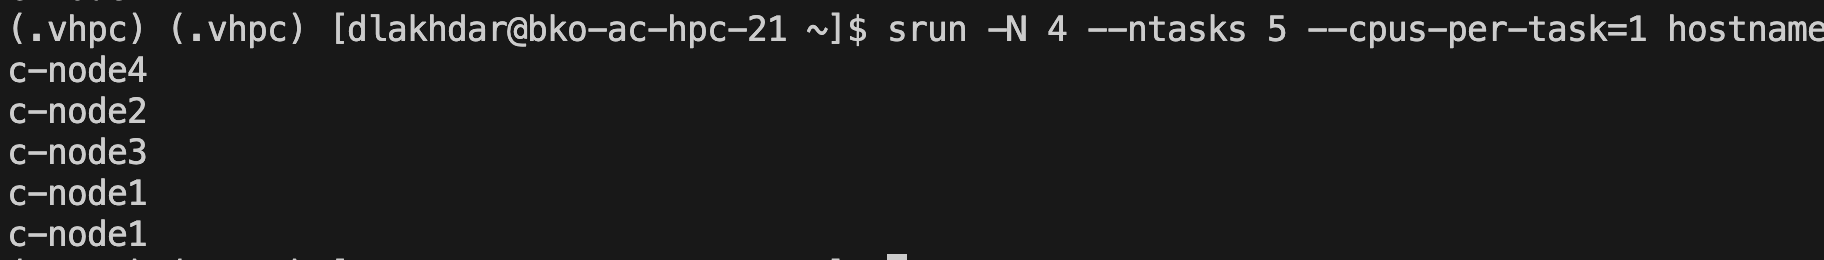 (.vhpc) (.vhpc) [dlakhdar@bko-ac-hpc-21 ~]$ srun -N 4 --ntasks 5 --cpus-per-task=1 hostname
c-node4
c-node2
c-node3
c-node1
c-node1